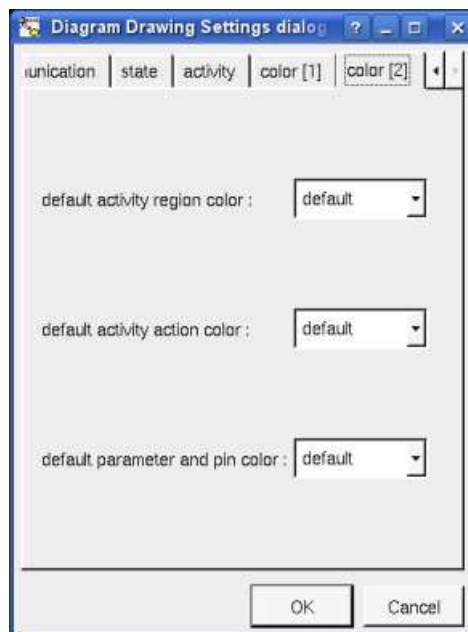 Diagram Drawing Settings dialog ?
unication state activity color [1] color [2]
default activity region color : default
default activity action color : default
default parameter and pin color : default
OK Cancel